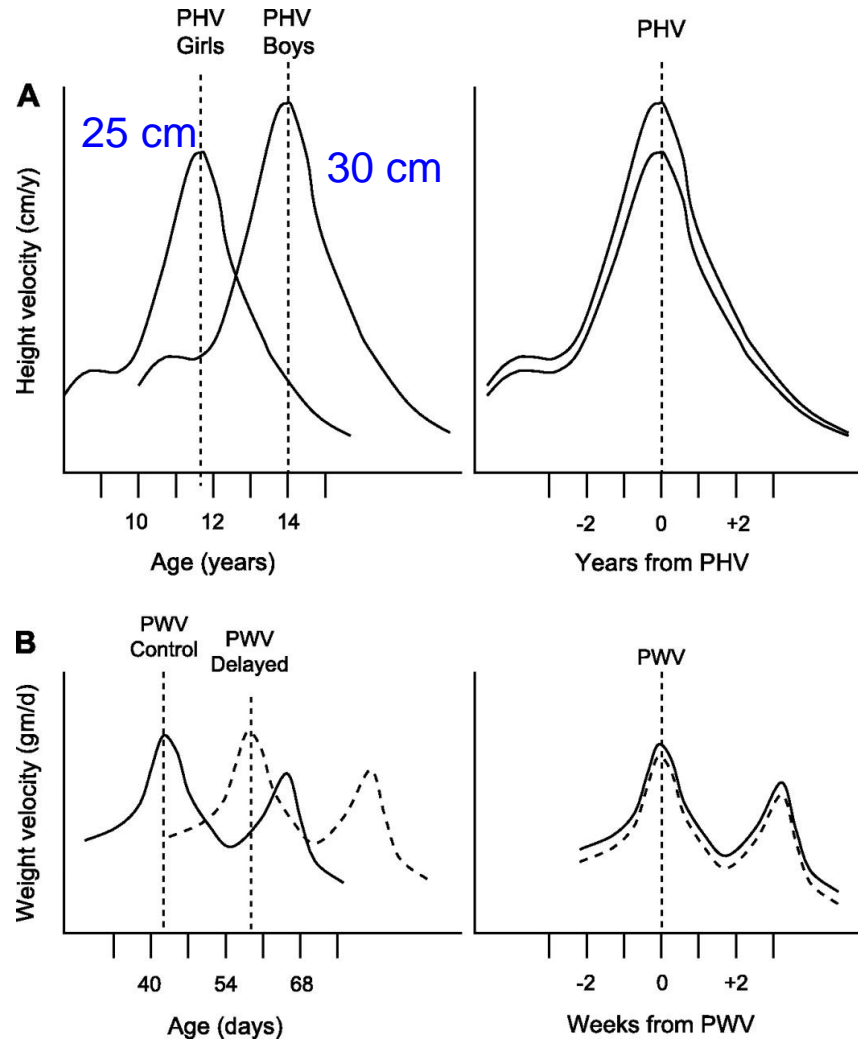 PHV
Girls
PHV
Boys
PHV
A
25 cm
30 cm
Height velocity (cm/y)
10 12 14
Age (years)
-2 0 +2
Years from PHV
B
PWV
Control
PWV
Delayed
PWV
Weight velocity (gm/d)
40 54 68
Age (days)
-2 0 +2
Weeks from PWV